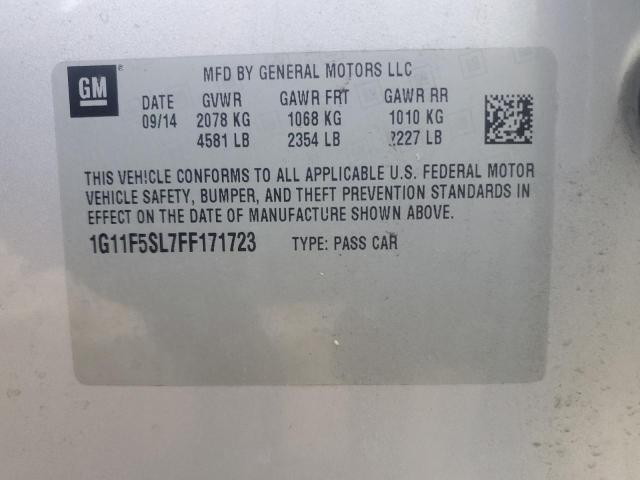 GM ® MFD BY GENERAL MOTORS LLC
DATE GVWR GAWR FRT GAWR RR
09/14 2078 KG 1068 KG 1010 KG
4581 LB 2354 LB 2227 LB
THIS VEHICLE CONFORMS TO ALL APPLICABLE U.S. FEDERAL MOTOR
VEHICLE SAFETY, BUMPER, AND THEFT PREVENTION STANDARDS IN
EFFECT ON THE DATE OF MANUFACTURE SHOWN ABOVE.
1G11F5SL7FF171723 TYPE: PASS CAR